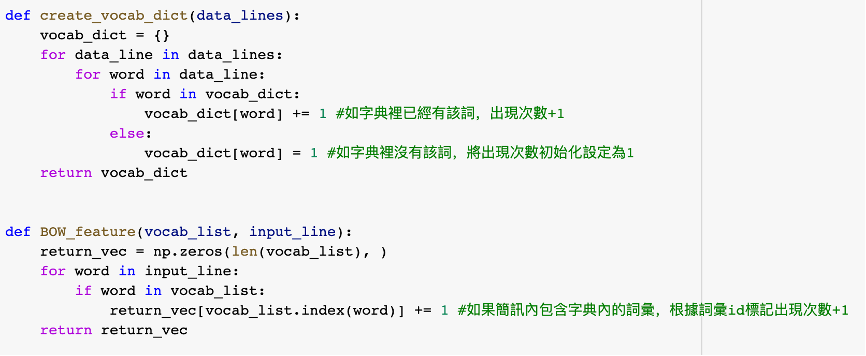 def create_vocab_dict(data_lines):
    vocab_dict = {}
    for data_line in data_lines:
        for word in data_line:
            if word in vocab_dict:
                vocab_dict[word] += 1 #如字典裡已經有該詞，出現次數+1
            else:
                vocab_dict[word] = 1 #如字典裡沒有該詞，將出現次數初始化設定為1
    return vocab_dict
def BOW_feature(vocab_list, input_line):
    return_vec = np.zeros(len(vocab_list), )
    for word in input_line:
        if word in vocab_list:
            return_vec[vocab_list.index(word)] += 1 #如果簡訊內包含字典內的詞彙，根據詞彙id標記出現次數+1
    return return_vec